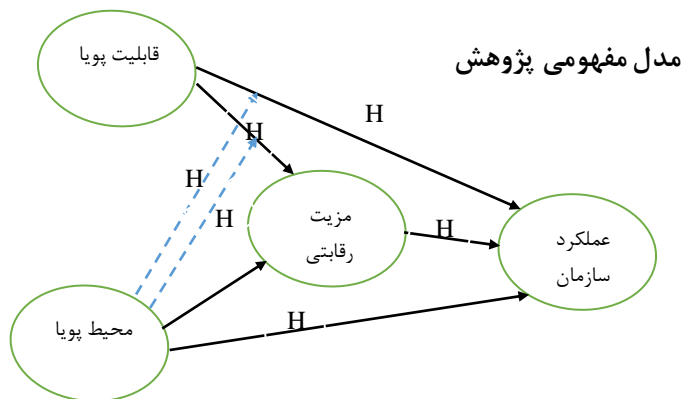 مدل مفهومی پژوهش
قابلیت پویا
H
H
H
H
مزیت
رقابتی
H
عملکرد
سازمان
محیط پویا
H